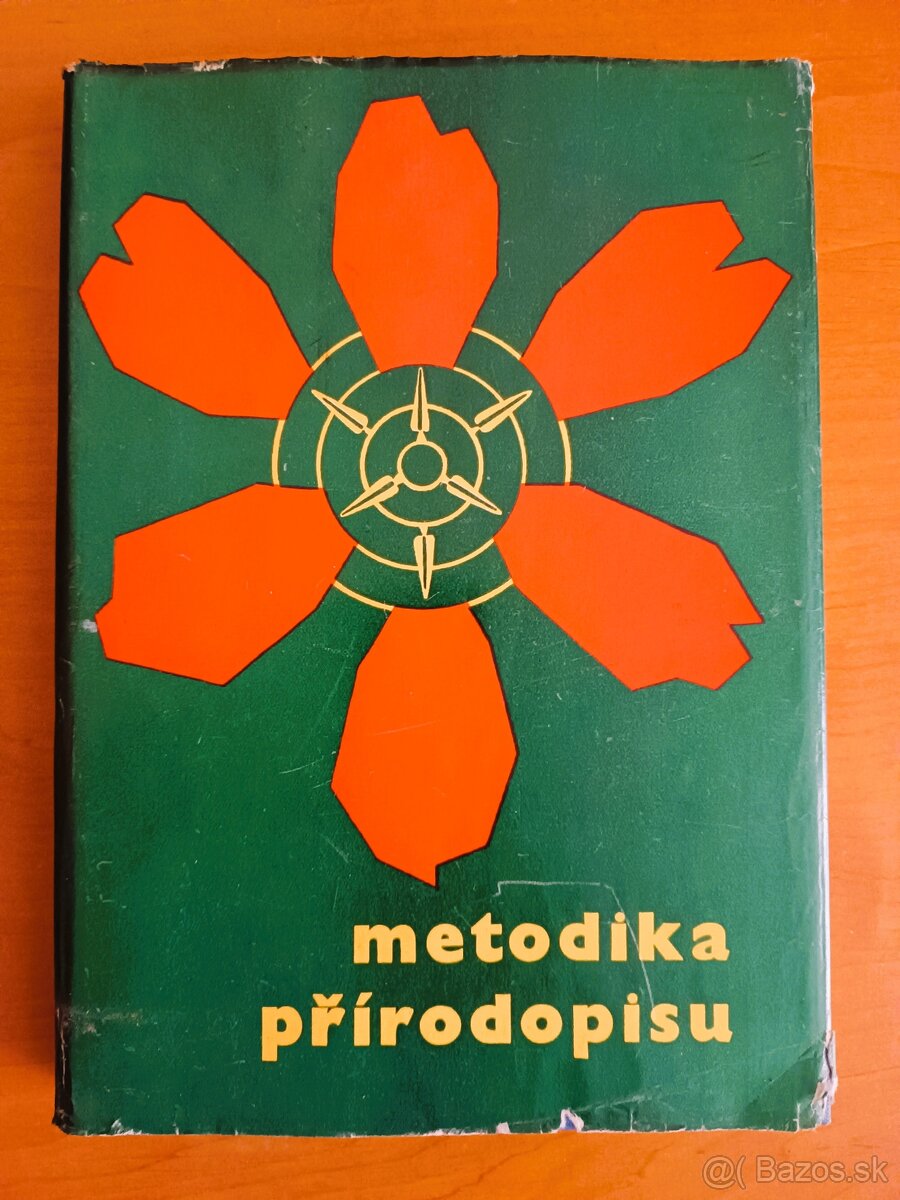 metodika
přírodopisu
@( Bazos.sk